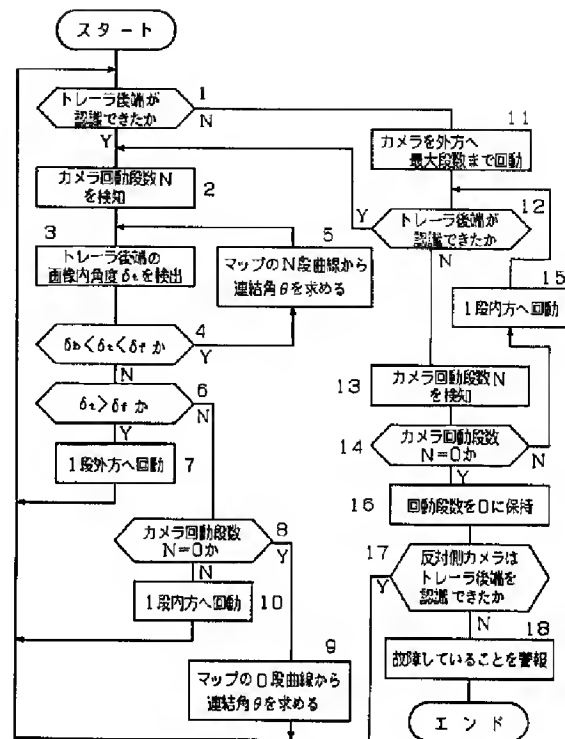 スタート
1
トレーラ後端が
認識できたか
N
Y
カメラ回動段数N
を検知
2
3
トレーラ後端の
画像内角度δtを検出
4
δb<δt<δf か
Y
N
5
マップのN段曲線から
連結角θを求める
6
δt>δf か
N
Y
1段外方へ回動
7
カメラ回動段数
N=0か
8
Y
N
1段内方へ回動
10
9
マップの0段曲線から
連結角θを求める
11
カメラを外方へ
最大段数まで回動
12
Y
トレーラ後端が
認識できたか
N
15
1段内方へ回動
13
カメラ回動段数N
を検知
14
カメラ回動段数
N=0か
N
Y
16
回動段数を0に保持
17
反対側カメラは
トレーラ後端を
認識できたか
Y
N
18
故障していることを警報
エンド